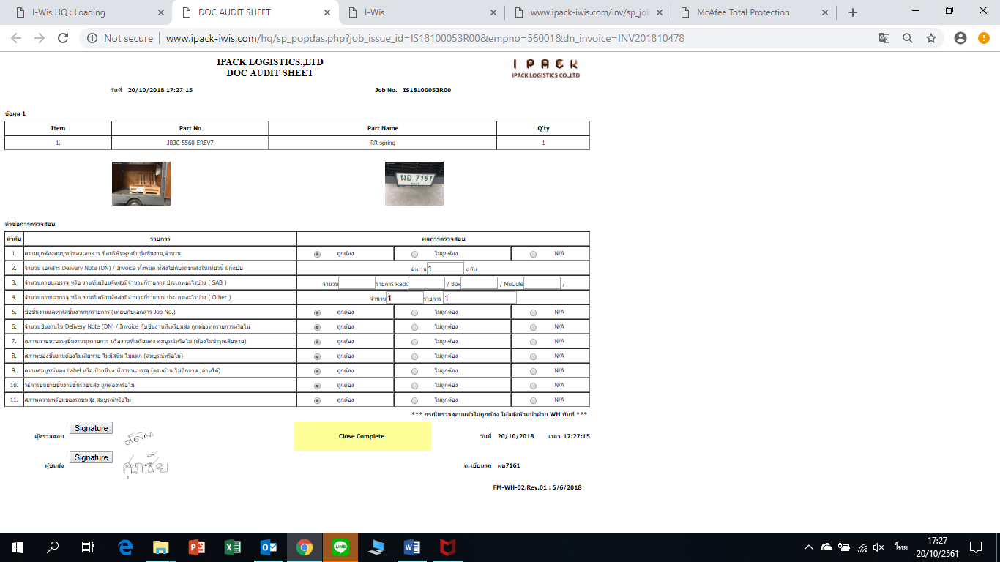 I-Wis HQ : Loading
DOC AUDIT SHEET
I-Wis
www.ipack-iwis.com/inv/sp_jo
McAfee Total Protection
Not secure | www.ipack-iwis.com/hq/sp_popdas.php?job_issue_id=IS18100053R00&empno=56001&dn_invoice=INV201810478
IPACK LOGISTICS.,LTD
DOC AUDIT SHEET
I P A C K
IPACK LOGISTICS CO.,LTD
วันที่ 20/10/2018 17:27:15 Job No. IS18100053R00
ข้อมูล 1
Item Part No Part Name Q'ty
1. JB3C-5560-EREV7 RR spring 1
ผอ 7161
หัวข้อการตรวจสอบ
ลำดับ รายการ ผลการตรวจสอบ
1. ความถูกต้องสมบูรณ์ของเอกสาร ชื่อบริษัทลูกค้า,ชื่อชิ้นงาน,จำนวน ถูกต้อง ไม่ถูกต้อง N/A
2. จำนวน เอกสาร Delivery Note (DN) / Invoice ทั้งหมด ที่ส่งไปกับรถขนส่งในเที่ยวนี้ มีกี่ฉบับ จำนวน 1 ฉบับ
3. จำนวนภาชนะบรรจุ หรือ งานที่เตรียมจัดส่งมีจำนวนกี่รายการ ประเภทอะไรบ้าง ( SAB ) จำนวน รายการ Rack / Box / MoDule /
4. จำนวนภาชนะบรรจุ หรือ งานที่เตรียมจัดส่งมีจำนวนกี่รายการ ประเภทอะไรบ้าง ( Other ) จำนวน 1 รายการ 1
5. ชื่อชิ้นงานและรหัสชิ้นงานทุกรายการ (เทียบกับเอกสาร Job No.) ถูกต้อง ไม่ถูกต้อง N/A
6. จำนวนชิ้นงานใน Delivery Note (DN) / Invoice กับชิ้นงานที่เตรียมส่ง ถูกต้องทุกรายการหรือไม่ ถูกต้อง ไม่ถูกต้อง N/A
7. สภาพภาชนะบรรจุชิ้นงานทุกรายการ หรืองานที่เตรียมส่ง สมบูรณ์หรือไม่ (ต้องไม่ชำรุดเสียหาย) ถูกต้อง ไม่ถูกต้อง N/A
8. สภาพของชิ้นงานต้องไม่เสียหาย ไม่มีสนิม ไม่แตก (สมบูรณ์หรือไม่) ถูกต้อง ไม่ถูกต้อง N/A
9. ความสมบูรณ์ของ Label หรือ ป้ายชี้บ่ง ที่ภาชนะบรรจุ (ครบถ้วน ไม่ฉีกขาด ,อ่านได้) ถูกต้อง ไม่ถูกต้อง N/A
10. วิธีการขนย้ายชิ้นงานขึ้นรถขนส่ง ถูกต้องหรือไม่ ถูกต้อง ไม่ถูกต้อง N/A
11. สภาพความพร้อมของรถขนส่ง สมบูรณ์หรือไม่ ถูกต้อง ไม่ถูกต้อง N/A
*** กรณีตรวจสอบแล้วไม่ถูกต้อง ให้แจ้งหัวหน้าฝ่าย WH ทันที ***
ผู้ตรวจสอบ Signature Close Complete วันที่ 20/10/2018 เวลา 17:27:15
ผู้ขนส่ง Signature ศุภชัย ทะเบียนรถ ผอ7161
FM-WH-02,Rev.01 : 5/6/2018
LINE
ไทย 17:27
20/10/2561